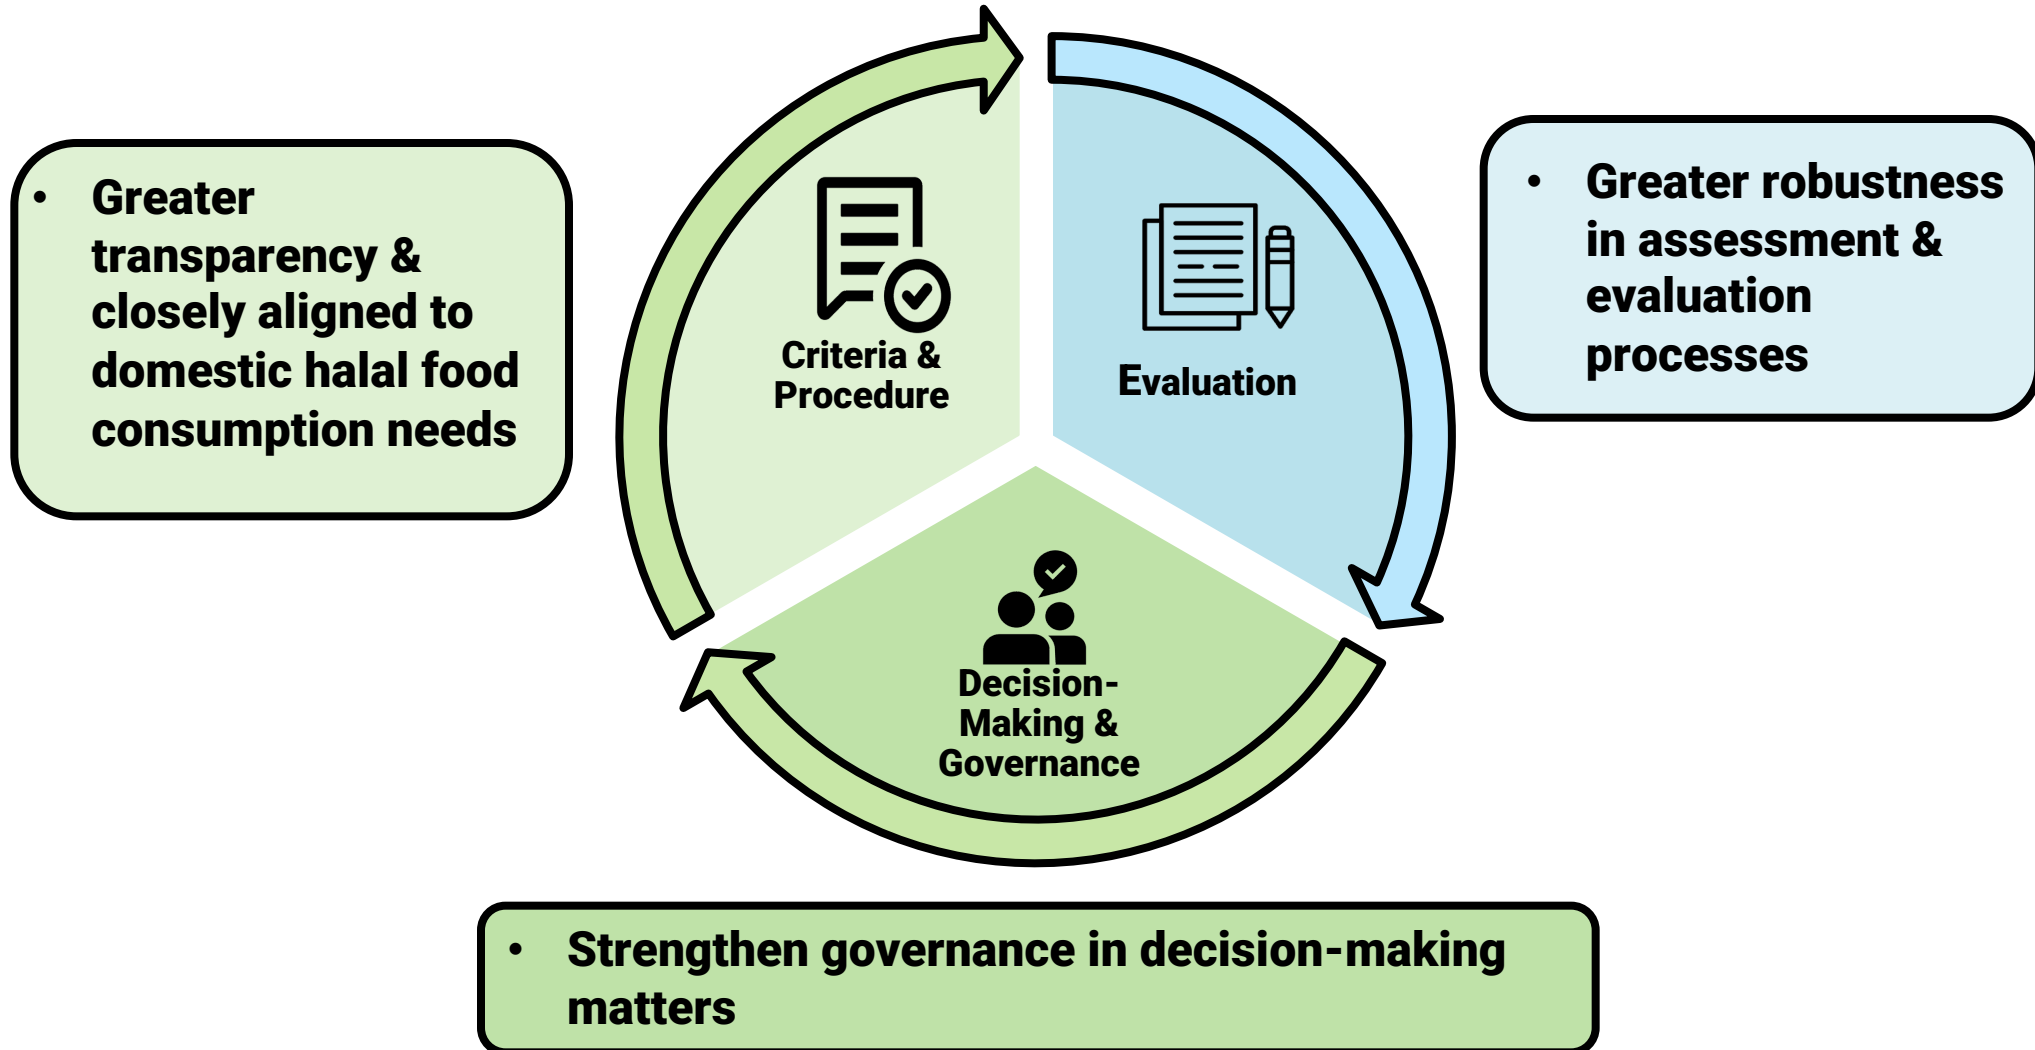 • Greater
transparency &
closely aligned to
domestic halal food
consumption needs
Criteria &
Procedure
Evaluation
• Greater robustness
in assessment &
evaluation
processes
Decision-
Making &
Governance
• Strengthen governance in decision-making
matters